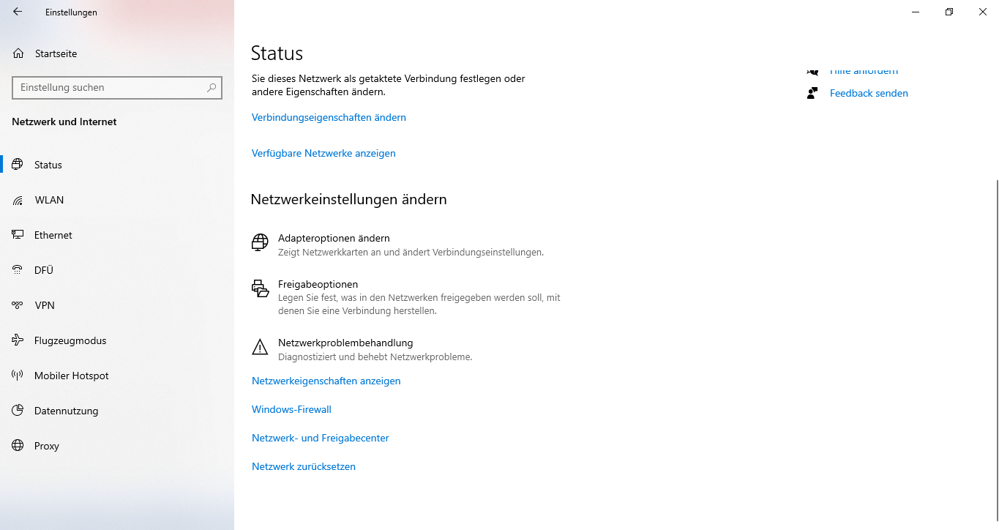 Einstellungen
Startseite
Einstellung suchen
Netzwerk und Internet
Status
WLAN
Ethernet
DFÜ
VPN
Flugzeugmodus
Mobiler Hotspot
Datennutzung
Proxy
Status
Sie dieses Netzwerk als getaktete Verbindung festlegen oder
andere Eigenschaften ändern.
Verbindungseigenschaften ändern
Verfügbare Netzwerke anzeigen
Netzwerkeinstellungen ändern
Adapteroptionen ändern
Zeigt Netzwerkkarten an und ändert Verbindungseinstellungen.
Freigabeoptionen
Legen Sie fest, was in den Netzwerken freigegeben werden soll, mit
denen Sie eine Verbindung herstellen.
Netzwerkproblembehandlung
Diagnostiziert und behebt Netzwerkprobleme.
Netzwerkeigenschaften anzeigen
Windows-Firewall
Netzwerk- und Freigabecenter
Netzwerk zurücksetzen
Hilfe anfordern
Feedback senden